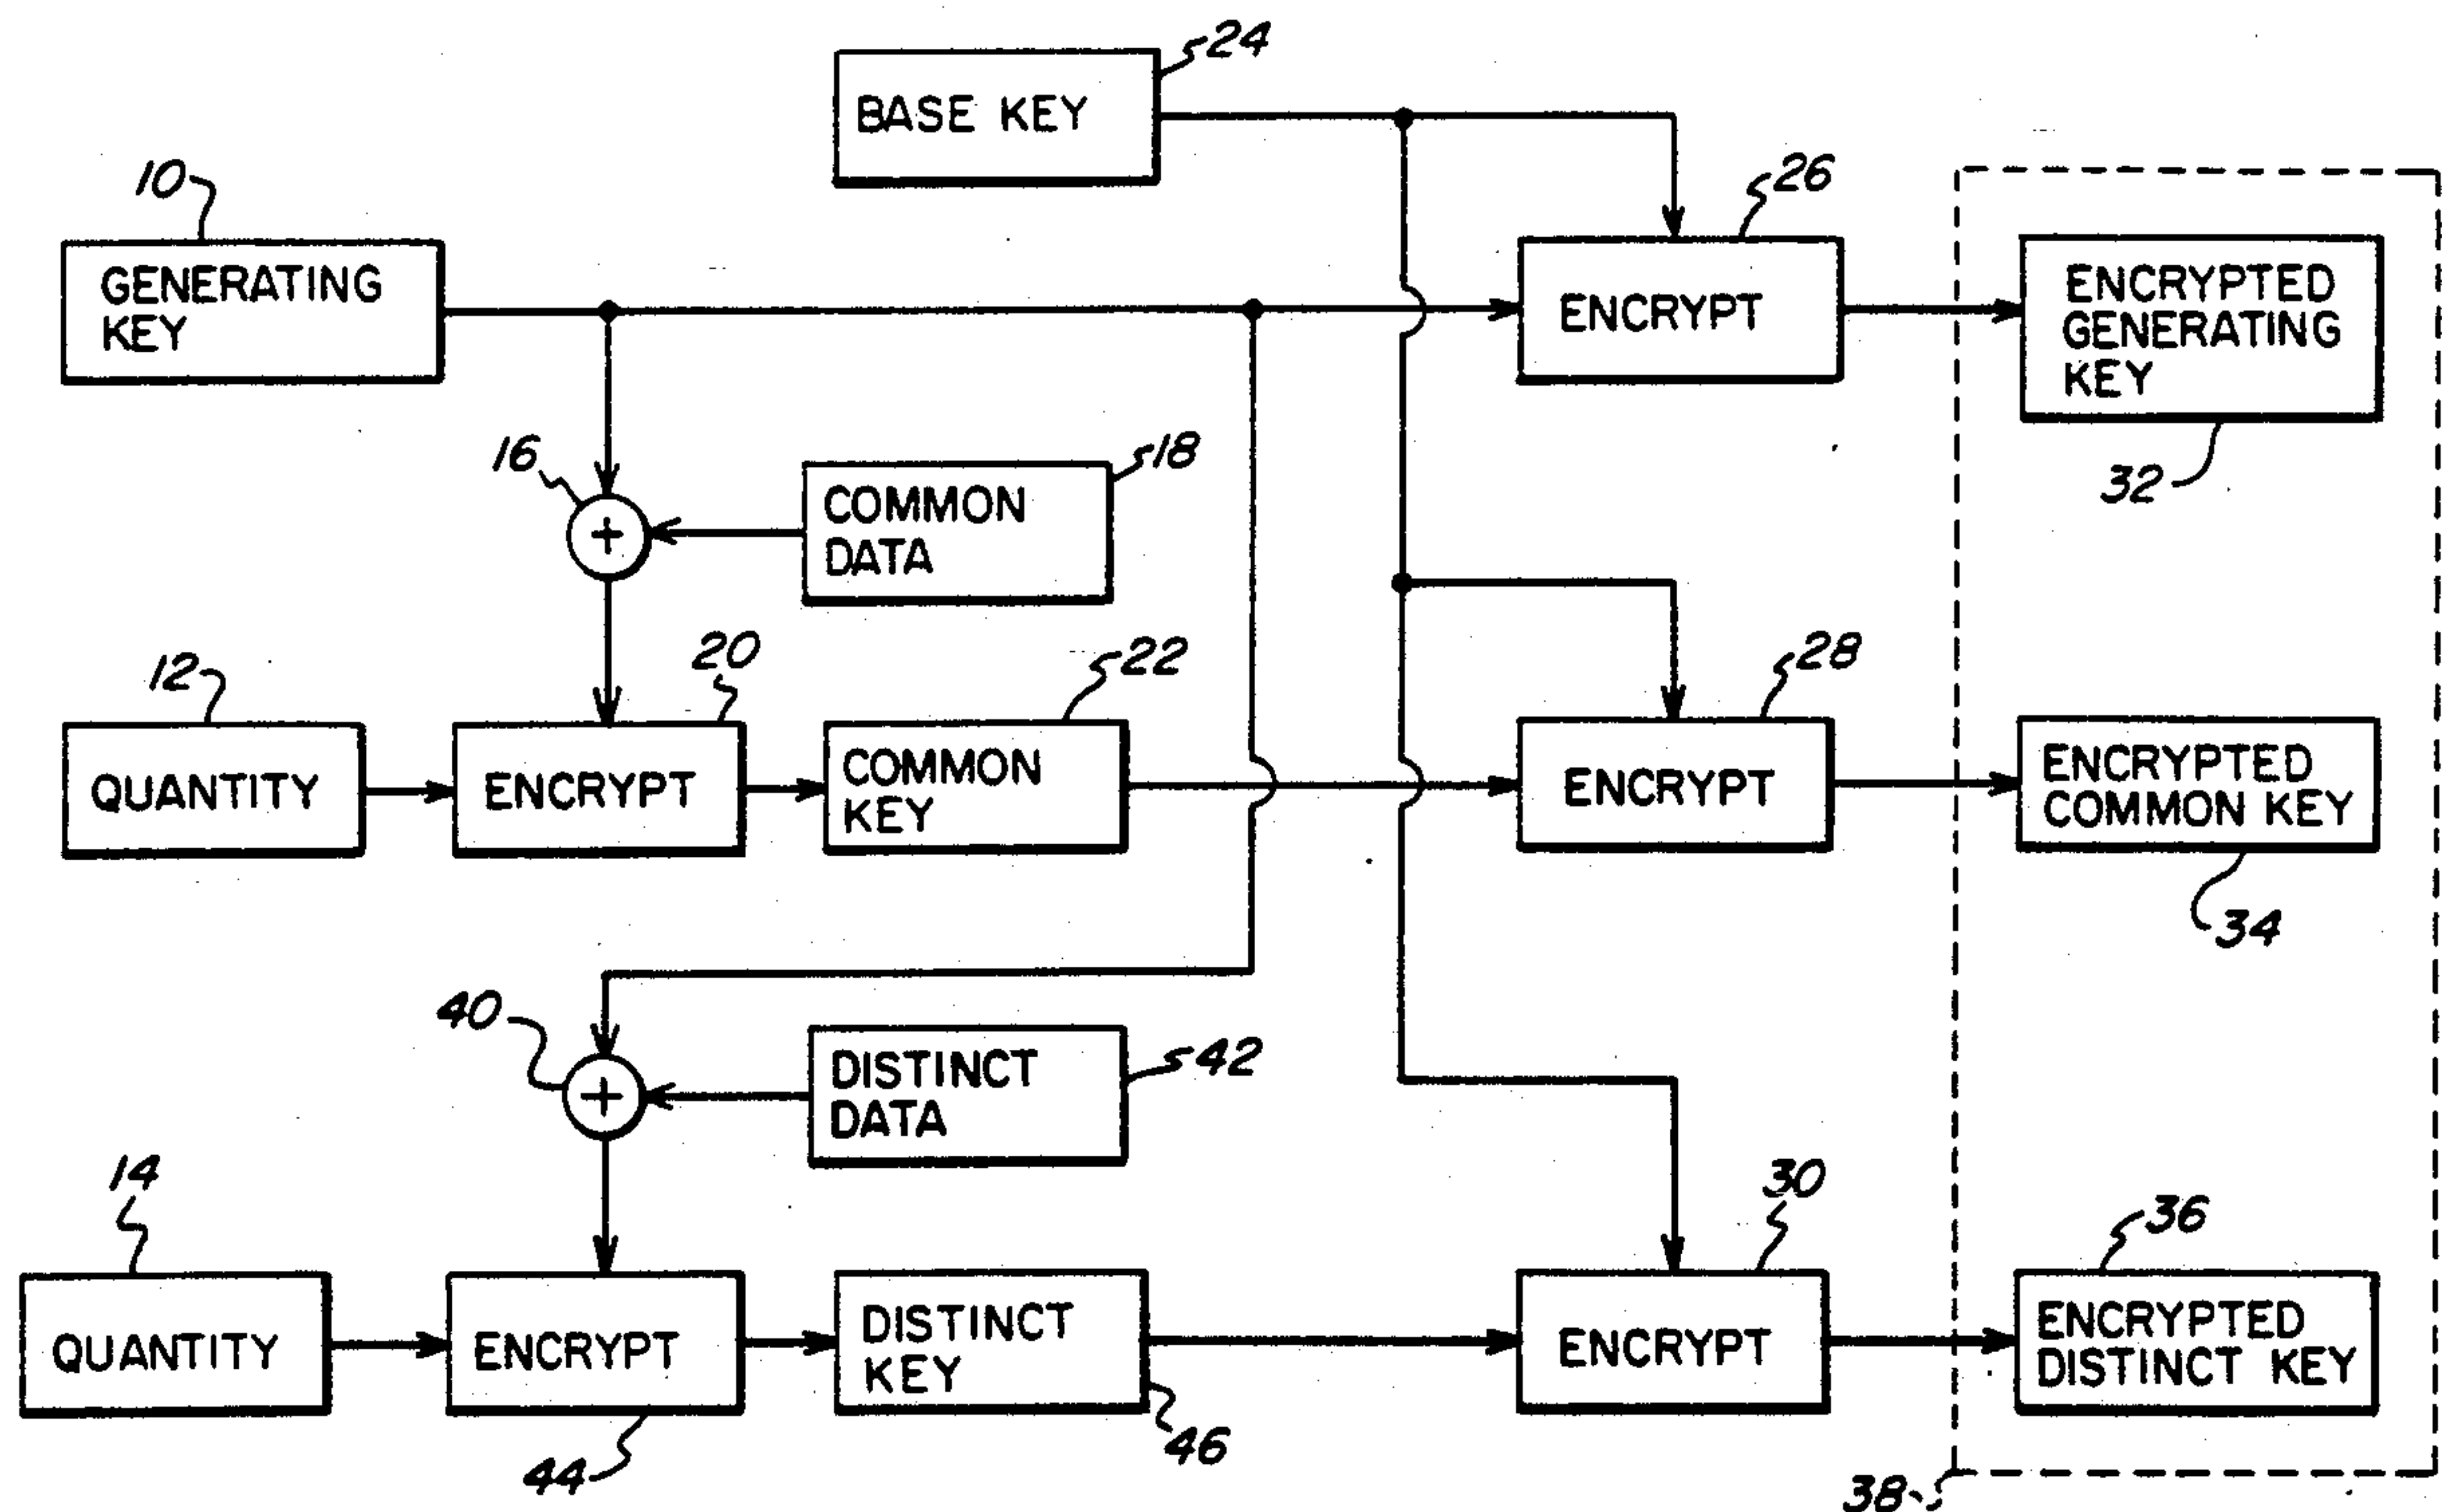 24
BASE KEY
10
26
GENERATING
KEY
ENCRYPT
ENCRYPTED
GENERATING
KEY
32
16
+
18
COMMON
DATA
12
20
22
28
QUANTITY
ENCRYPT
COMMON
KEY
ENCRYPT
ENCRYPTED
COMMON KEY
34
40
+
42
DISTINCT
DATA
14
30
36
QUANTITY
ENCRYPT
DISTINCT
KEY
ENCRYPT
ENCRYPTED
DISTINCT KEY
44
46
38